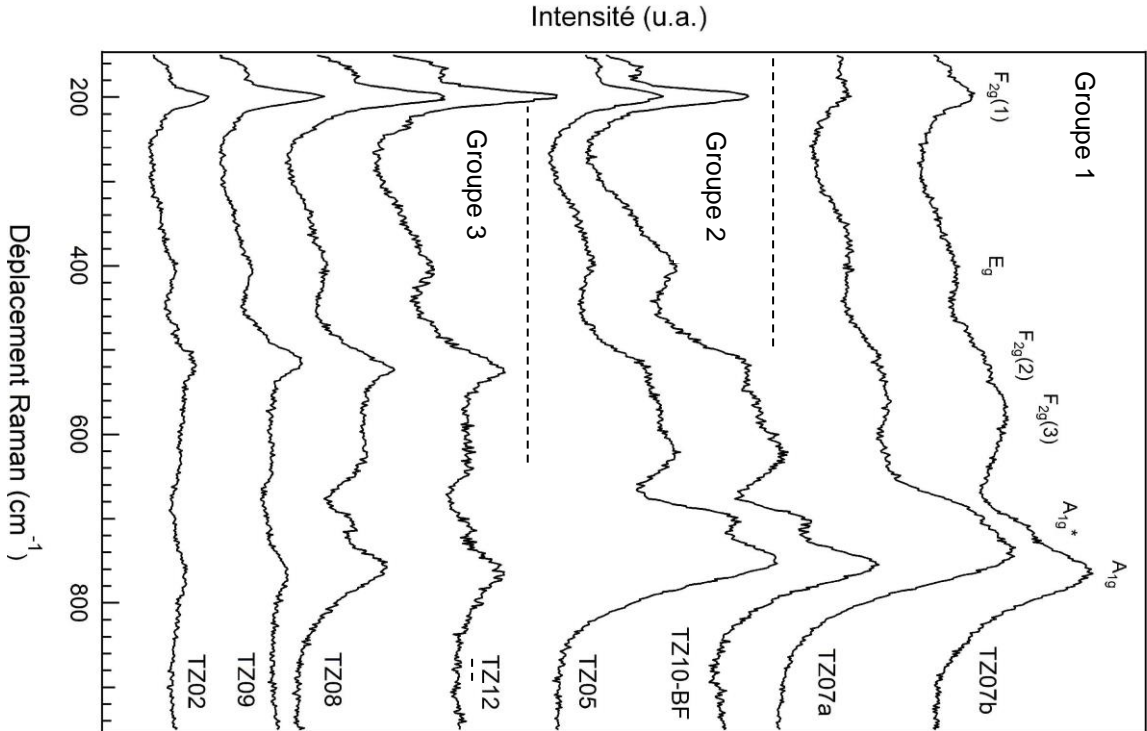 Intensité (u.a.)
Groupe 1
F2g(1)
Eg
F2g(2)
F2g(3)
A1g*
A1g
TZ07b
TZ07a
Groupe 2
TZ10-BF
TZ05
Groupe 3
TZ12
TZ08
TZ09
TZ02
200
400
600
800
Déplacement Raman (cm-1)